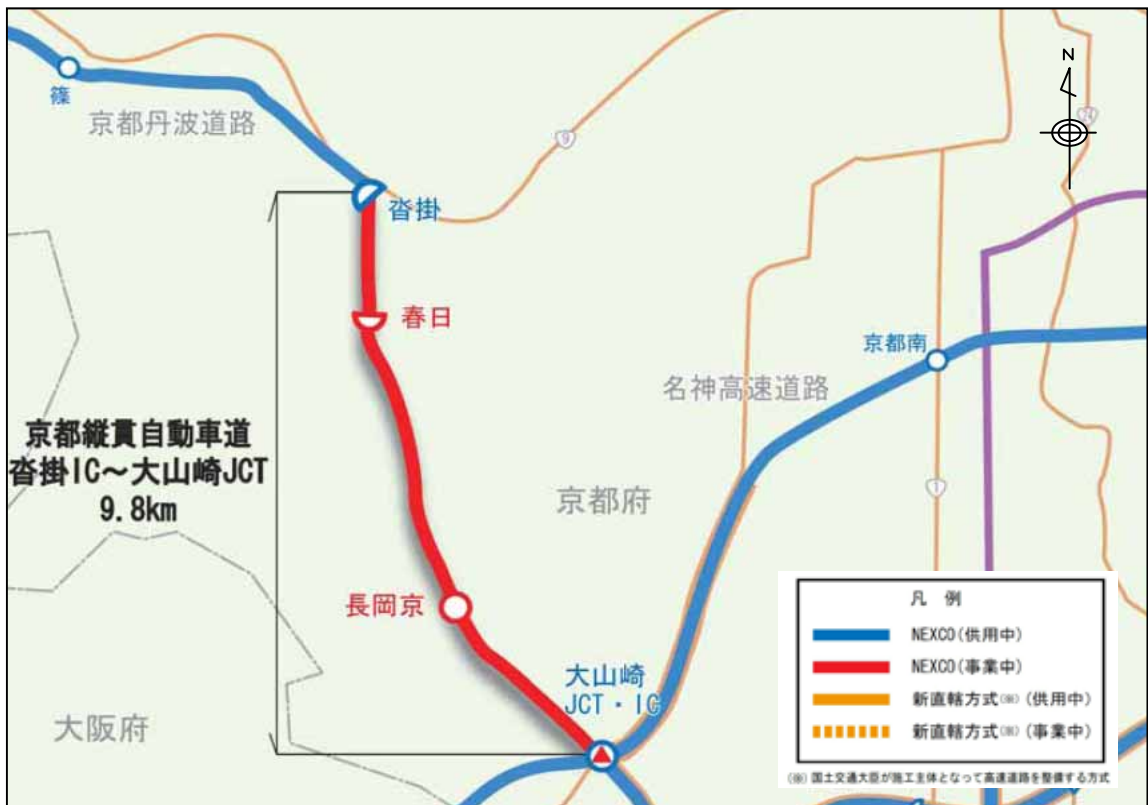 N
篠
京都丹波道路
9
24
沓掛
春日
京都南
名神高速道路
京都縦貫自動車道
沓掛IC～大山崎JCT
9.8km
京都府
1
長岡京
大山崎
JCT・IC
大阪府
凡 例
NEXCO(供用中)
NEXCO(事業中)
新直轄方式(※)(供用中)
新直轄方式(※)(事業中)
(※) 国土交通大臣が施工主体となって高速道路を整備する方式